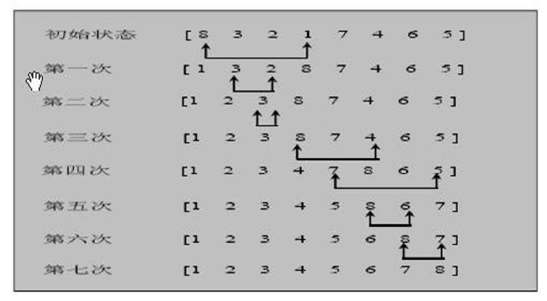 初始状态 [ 8 3 2 1 7 4 6 5 ]
第一次 [ 1 3 2 8 7 4 6 5 ]
第二次 [1 2 3 8 7 4 6 5 ]
第三次 [1 2 3 8 7 4 6 5 ]
第四次 [1 2 3 4 7 8 6 5 ]
第五次 [1 2 3 4 5 8 6 7 ]
第六次 [1 2 3 4 5 6 8 7 ]
第七次 [1 2 3 4 5 6 7 8 ]